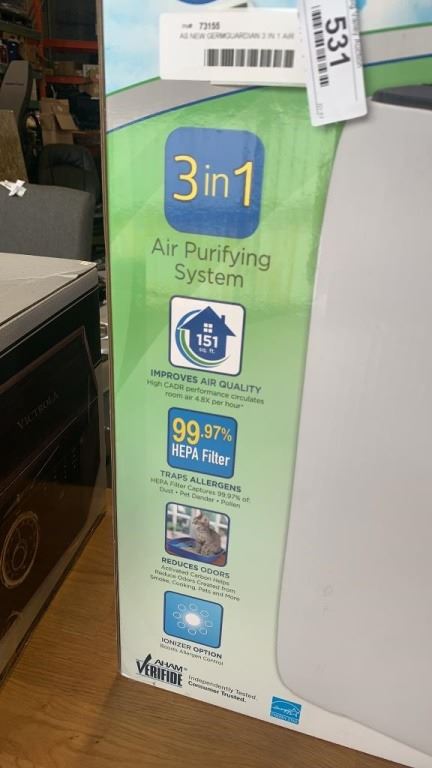 73155
AS NEW GERMGUARDIAN 3 IN 1 AIR
531
3in1
Air Purifying
System
151
sq. ft.
IMPROVES AIR QUALITY
High CADR performance circulates
room air 4.8X per hour*
99.97%
HEPA Filter
TRAPS ALLERGENS
HEPA Filter Captures 99.97% of:
Dust • Pet Dander • Pollen
REDUCES ODORS
Activated Carbon Helps
Reduce Odors Created from
Smoke, Cooking, Pets and More
IONIZER OPTION
Boosts Allergen Control
AHAM®
VERIFIDE
Independently Tested.
Consumer Trusted.
VICTROLA